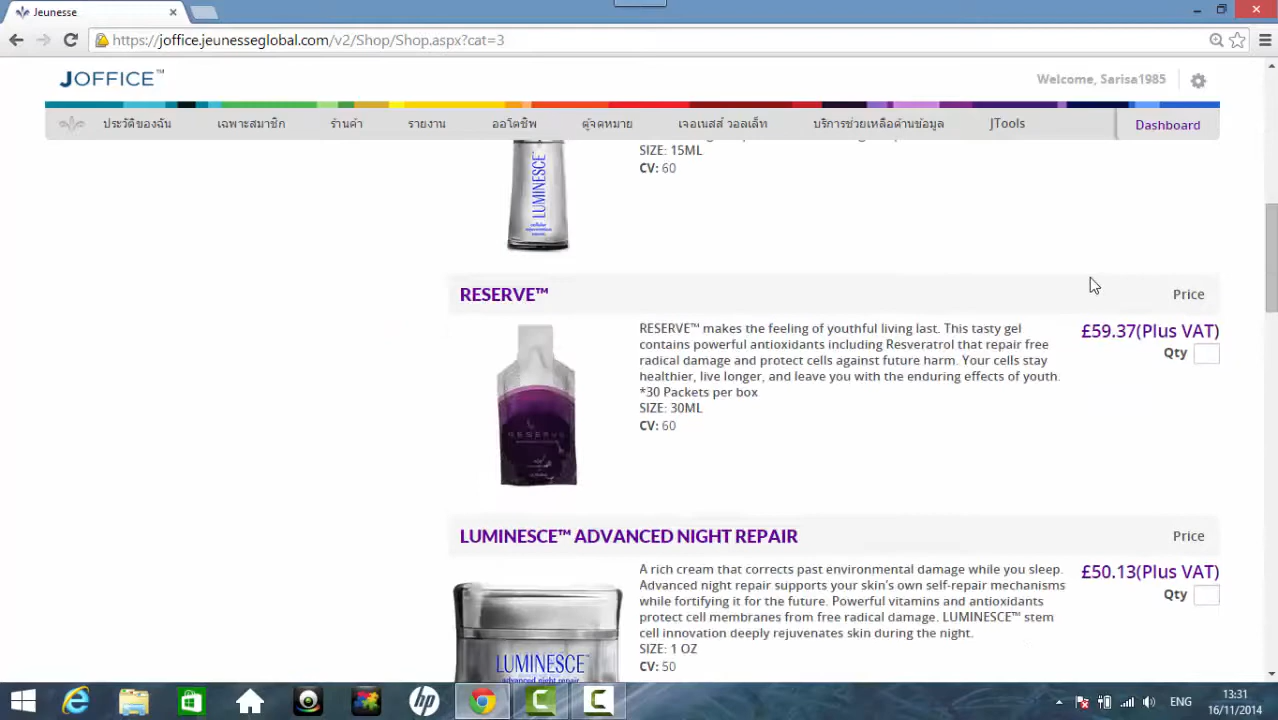 Jeunesse
https://joffice.jeunesseglobal.com/v2/Shop/Shop.aspx?cat=3
JOFFICE™
Welcome, Sarisa1985
ประวัติของฉัน เฉพาะสมาชิก ร้านค้า รายงาน ออโตชิพ ตู้จดหมาย เจอเนสส์ วอลเล็ท บริการช่วยเหลือด้านข้อมูล JTools Dashboard
SIZE: 15ML
CV: 60
LUMINESCE™
RESERVE™ Price
RESERVE™ makes the feeling of youthful living last. This tasty gel
contains powerful antioxidants including Resveratrol that repair free
radical damage and protect cells against future harm. Your cells stay
healthier, live longer, and leave you with the enduring effects of youth.
*30 Packets per box
SIZE: 30ML
CV: 60
£59.37(Plus VAT)
Qty
RESERVE
LUMINESCE™ ADVANCED NIGHT REPAIR Price
A rich cream that corrects past environmental damage while you sleep.
Advanced night repair supports your skin's own self-repair mechanisms
while fortifying it for the future. Powerful vitamins and antioxidants
protect cell membranes from free radical damage. LUMINESCE™ stem
cell innovation deeply rejuvenates skin during the night.
SIZE: 1 OZ
CV: 50
£50.13(Plus VAT)
Qty
LUMINESCE™
advanced night repair
hp
ENG
13:31
16/11/2014